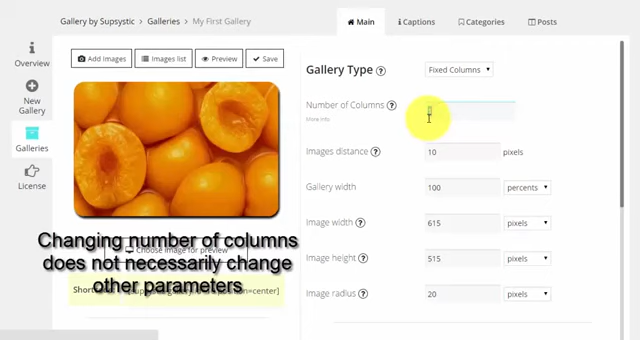 Gallery by Supsystic > Galleries > My First Gallery
Main
Captions
Categories
Posts
Overview
New
Gallery
Galleries
License
Add Images
Images list
Preview
Save
Gallery Type
Fixed Columns
Number of Columns
More info
Images distance
10
pixels
Gallery width
100
percents
Image width
615
pixels
Image height
515
pixels
Image radius
20
pixels
Choose image for preview
Changing number of columns
does not necessarily change
other parameters